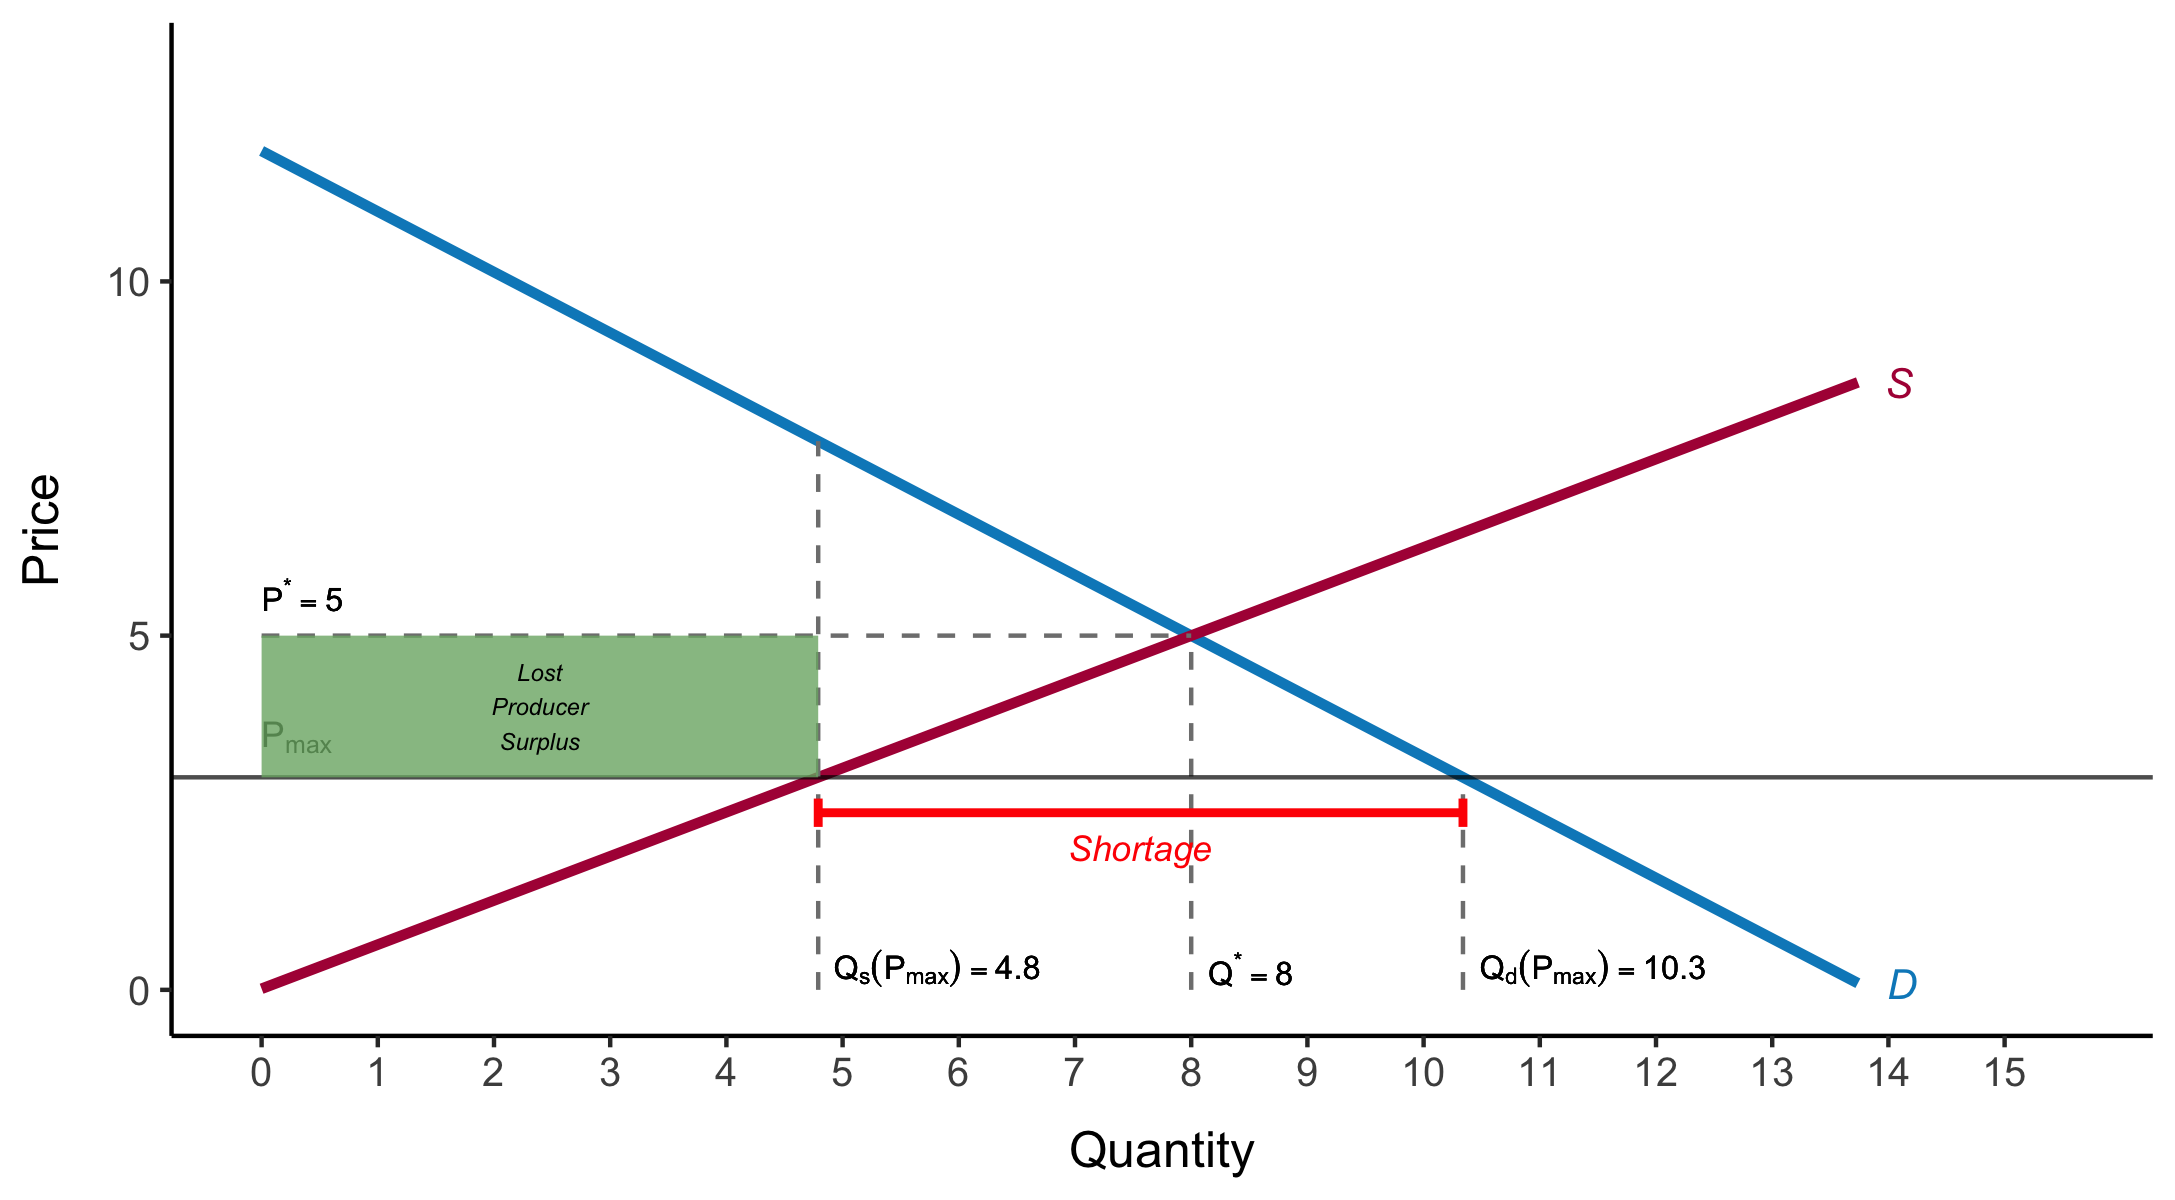 10
S
Price
P* = 5
5
Lost
Producer
Surplus
Pmax
Shortage
0
Qs(Pmax) = 4.8
Q* = 8
Qd(Pmax) = 10.3
D
0 1 2 3 4 5 6 7 8 9 10 11 12 13 14 15
Quantity